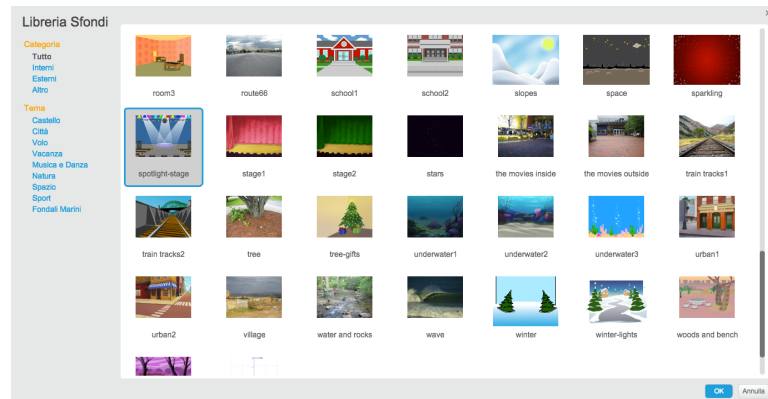 Libreria Sfondi
Categoria
Tutto
Interni
Esterni
Altro
Tema
Castello
Città
Volo
Vacanza
Musica e Danza
Natura
Spazio
Sport
Fondali Marini
room3 route66 school1 school2 slopes space sparkling
spotlight-stage stage1 stage2 stars the movies inside the movies outside train tracks1
train tracks2 tree tree-gifts underwater1 underwater2 underwater3 urban1
urban2 village water and rocks wave winter winter-lights woods and bench
OK Annulla